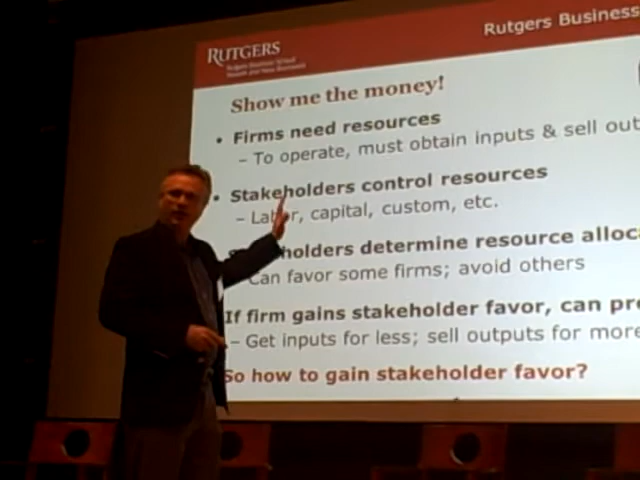 RUTGERS
Rutgers Business
Rutgers Business School
Newark and New Brunswick
Show me the money!
• Firms need resources
– To operate, must obtain inputs & sell out
• Stakeholders control resources
– Labor, capital, custom, etc.
holders determine resource alloc
Can favor some firms; avoid others
If firm gains stakeholder favor, can pr
– Get inputs for less; sell outputs for more
So how to gain stakeholder favor?